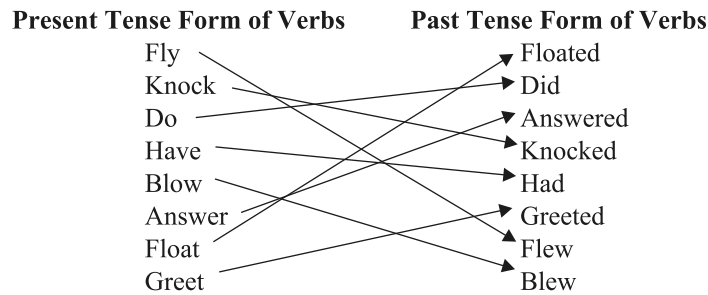 Present Tense Form of Verbs Past Tense Form of Verbs
Fly Floated
Knock Did
Do Answered
Have Knocked
Blow Had
Answer Greeted
Float Flew
Greet Blew